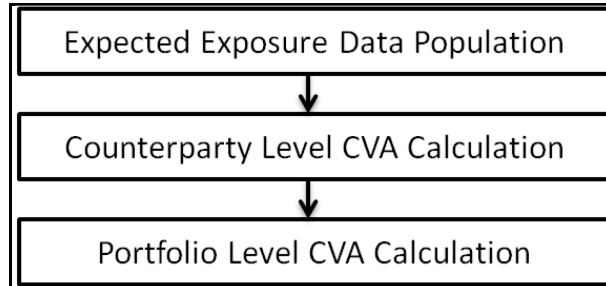 Expected Exposure Data Population
Counterparty Level CVA Calculation
Portfolio Level CVA Calculation